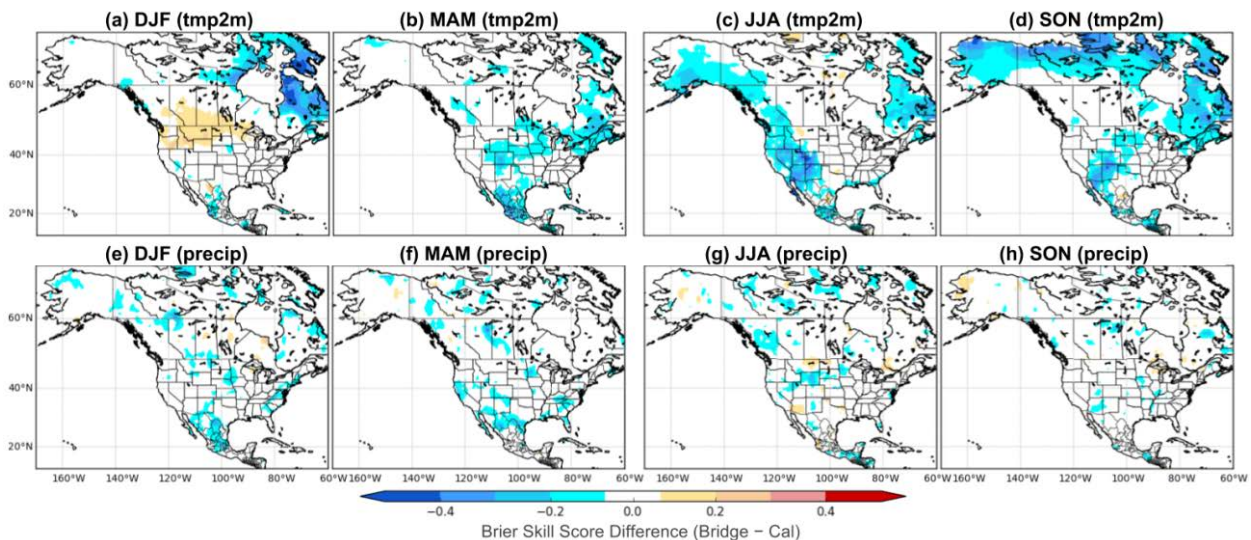 (a) DJF (tmp2m) (b) MAM (tmp2m) (c) JJA (tmp2m) (d) SON (tmp2m)
60°N
40°N
20°N
(e) DJF (precip) (f) MAM (precip) (g) JJA (precip) (h) SON (precip)
60°N
40°N
20°N
160°W 140°W 120°W 100°W 80°W 60°W 160°W 140°W 120°W 100°W 80°W 60°W 160°W 140°W 120°W 100°W 80°W 60°W 160°W 140°W 120°W 100°W 80°W 60°W
−0.4 −0.2 0.0 0.2 0.4
Brier Skill Score Difference (Bridge − Cal)